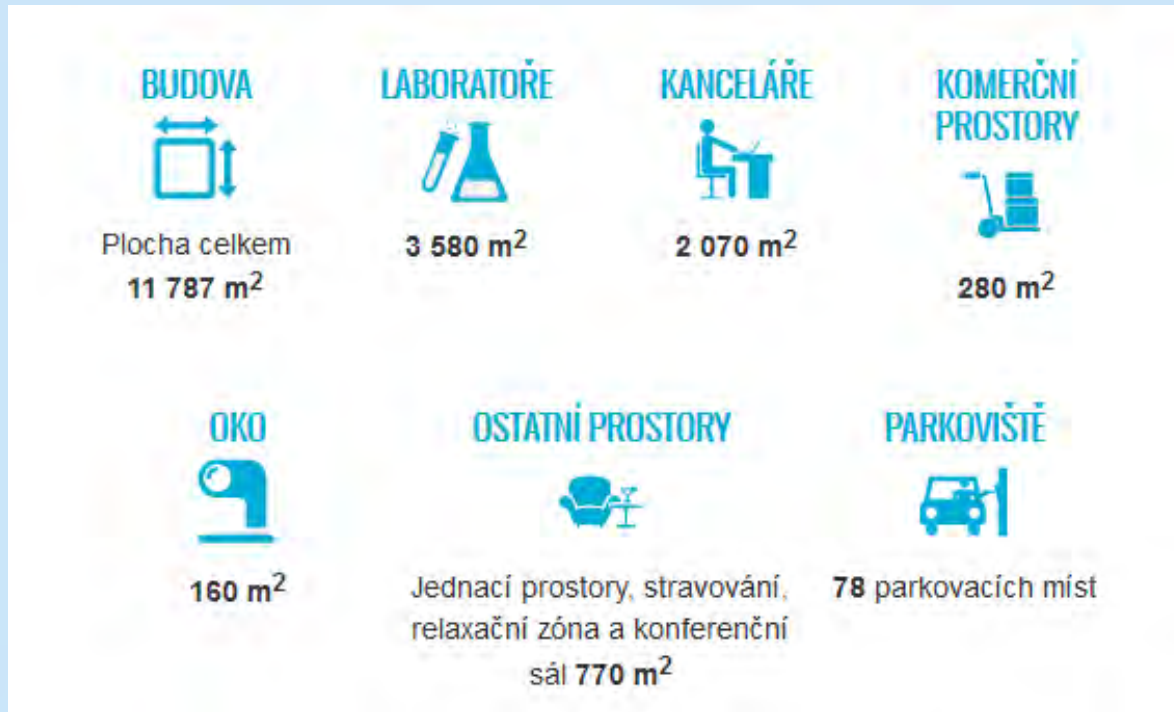 BUDOVA
Plocha celkem
11 787 m²
LABORATOŘE
3 580 m²
KANCELÁŘE
2 070 m²
KOMERČNÍ
PROSTORY
280 m²
OKO
160 m²
OSTATNÍ PROSTORY
Jednací prostory, stravování,
relaxační zóna a konferenční
sál 770 m²
PARKOVIŠTĚ
78 parkovacích míst